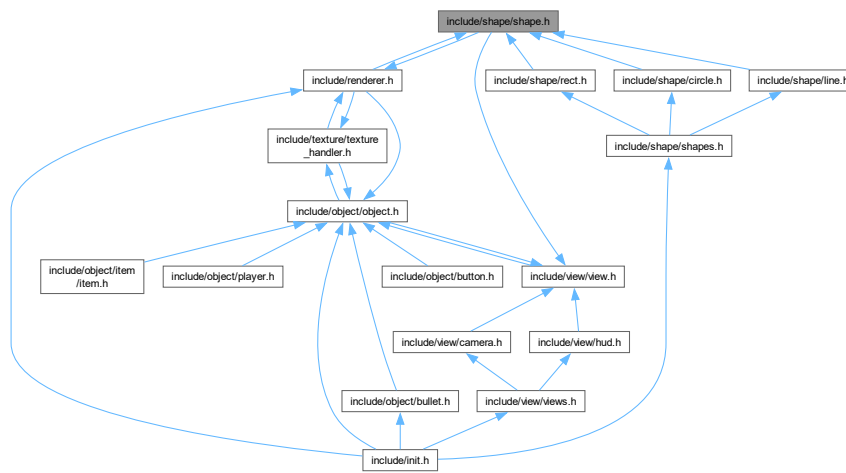 include/shape/shape.h
include/renderer.h
include/shape/rect.h
include/shape/circle.h
include/shape/line.h
include/texture/texture
_handler.h
include/shape/shapes.h
include/object/object.h
include/object/item
/item.h
include/object/player.h
include/object/button.h
include/view/view.h
include/view/camera.h
include/view/hud.h
include/object/bullet.h
include/view/views.h
include/init.h